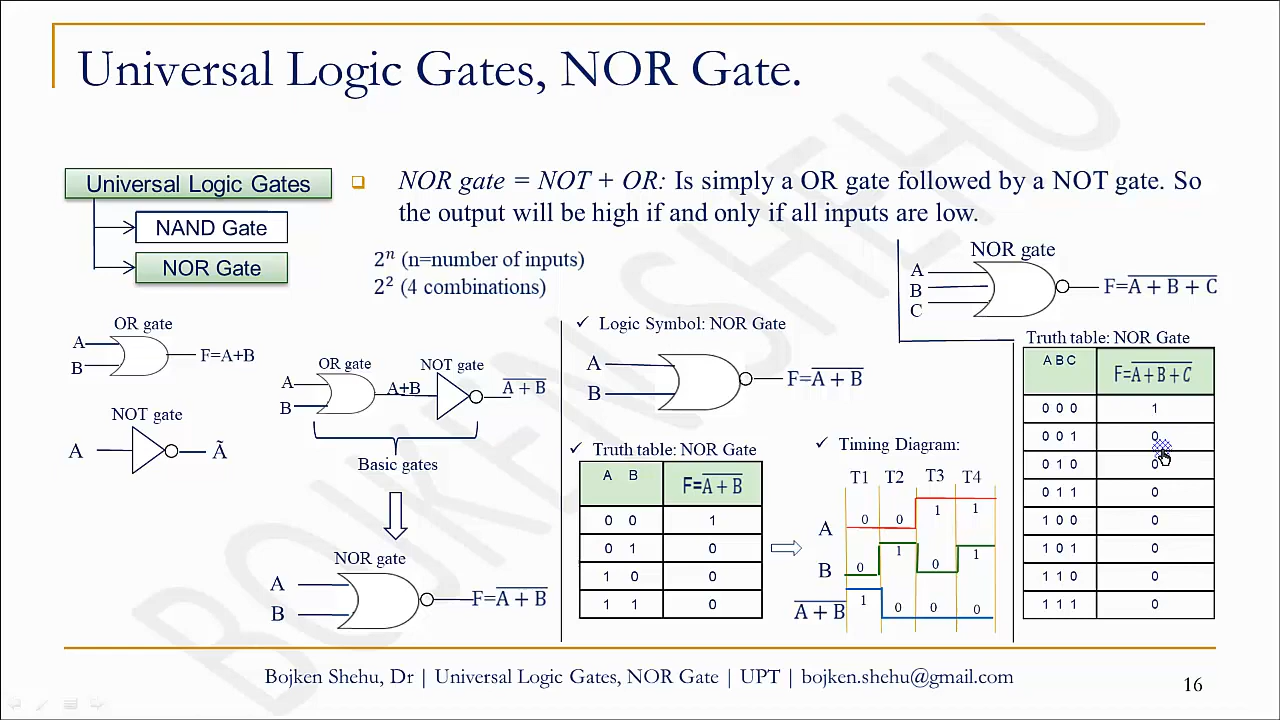 Universal Logic Gates, NOR Gate.
Universal Logic Gates
NAND Gate
NOR Gate
NOR gate = NOT + OR: Is simply a OR gate followed by a NOT gate. So
the output will be high if and only if all inputs are low.
2ⁿ (n=number of inputs)
2² (4 combinations)
NOR gate
A
B
C
F=A̅ ̅+̅ ̅B̅ ̅+̅ ̅C̅
OR gate
A
B
F=A+B
NOT gate
A
Ã
OR gate
NOT gate
A
B
A+B
A̅ ̅+̅ ̅B̅
Basic gates
NOR gate
A
B
F=A̅ ̅+̅ ̅B̅
✓ Logic Symbol: NOR Gate
A
B
F=A̅ ̅+̅ ̅B̅
✓ Truth table: NOR Gate
A B F=A̅ ̅+̅ ̅B̅
0 0 1
0 1 0
1 0 0
1 1 0
✓ Timing Diagram:
T1 T2 T3 T4
A 0 0 1 1
B 0 1 0 1
A̅ ̅+̅ ̅B̅ 1 0 0 0
Truth table: NOR Gate
A B C F=A̅ ̅+̅ ̅B̅ ̅+̅ ̅C̅
0 0 0 1
0 0 1 0
0 1 0 0
0 1 1 0
1 0 0 0
1 0 1 0
1 1 0 0
1 1 1 0
BOJKEN SHEHU
Bojken Shehu, Dr | Universal Logic Gates, NOR Gate | UPT | bojken.shehu@gmail.com
16